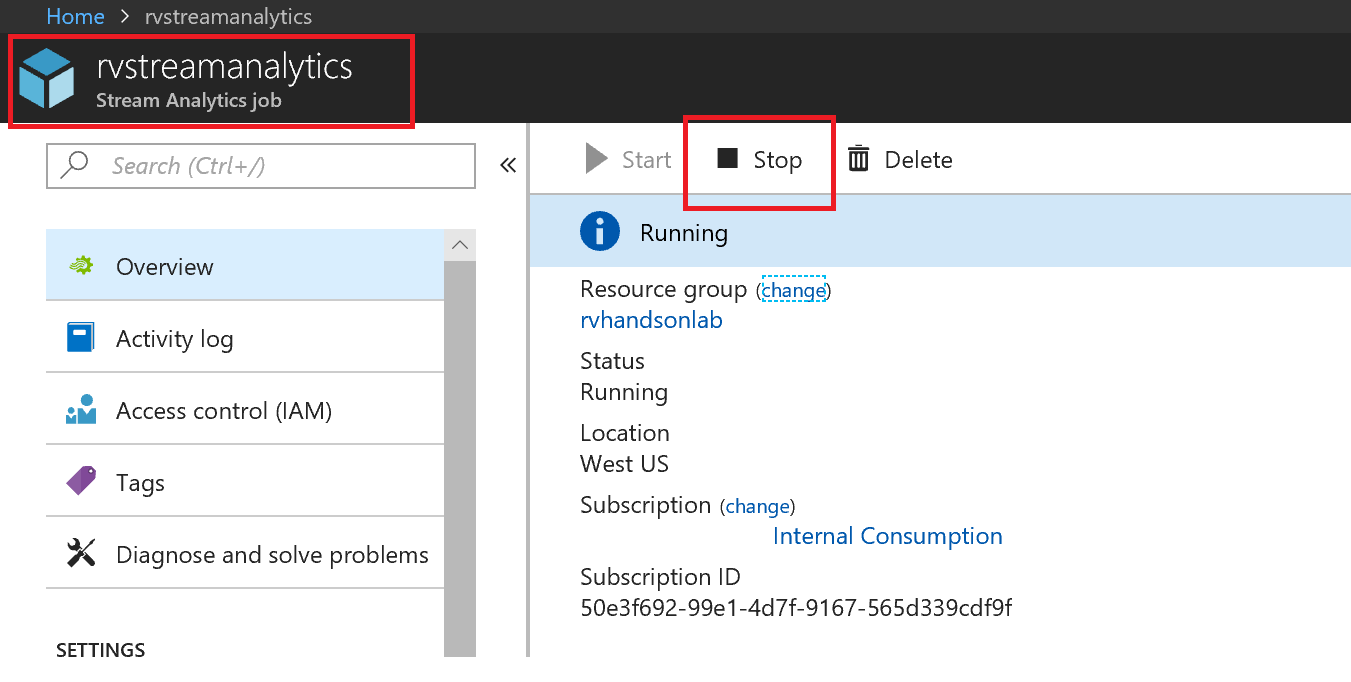 Home > rvstreamanalytics
rvstreamanalytics
Stream Analytics job
Search (Ctrl+/)
«
Start
Stop
Delete
Running
Overview
Activity log
Access control (IAM)
Tags
Diagnose and solve problems
SETTINGS
Resource group (change)
rvhandsonlab
Status
Running
Location
West US
Subscription (change)
Internal Consumption
Subscription ID
50e3f692-99e1-4d7f-9167-565d339cdf9f